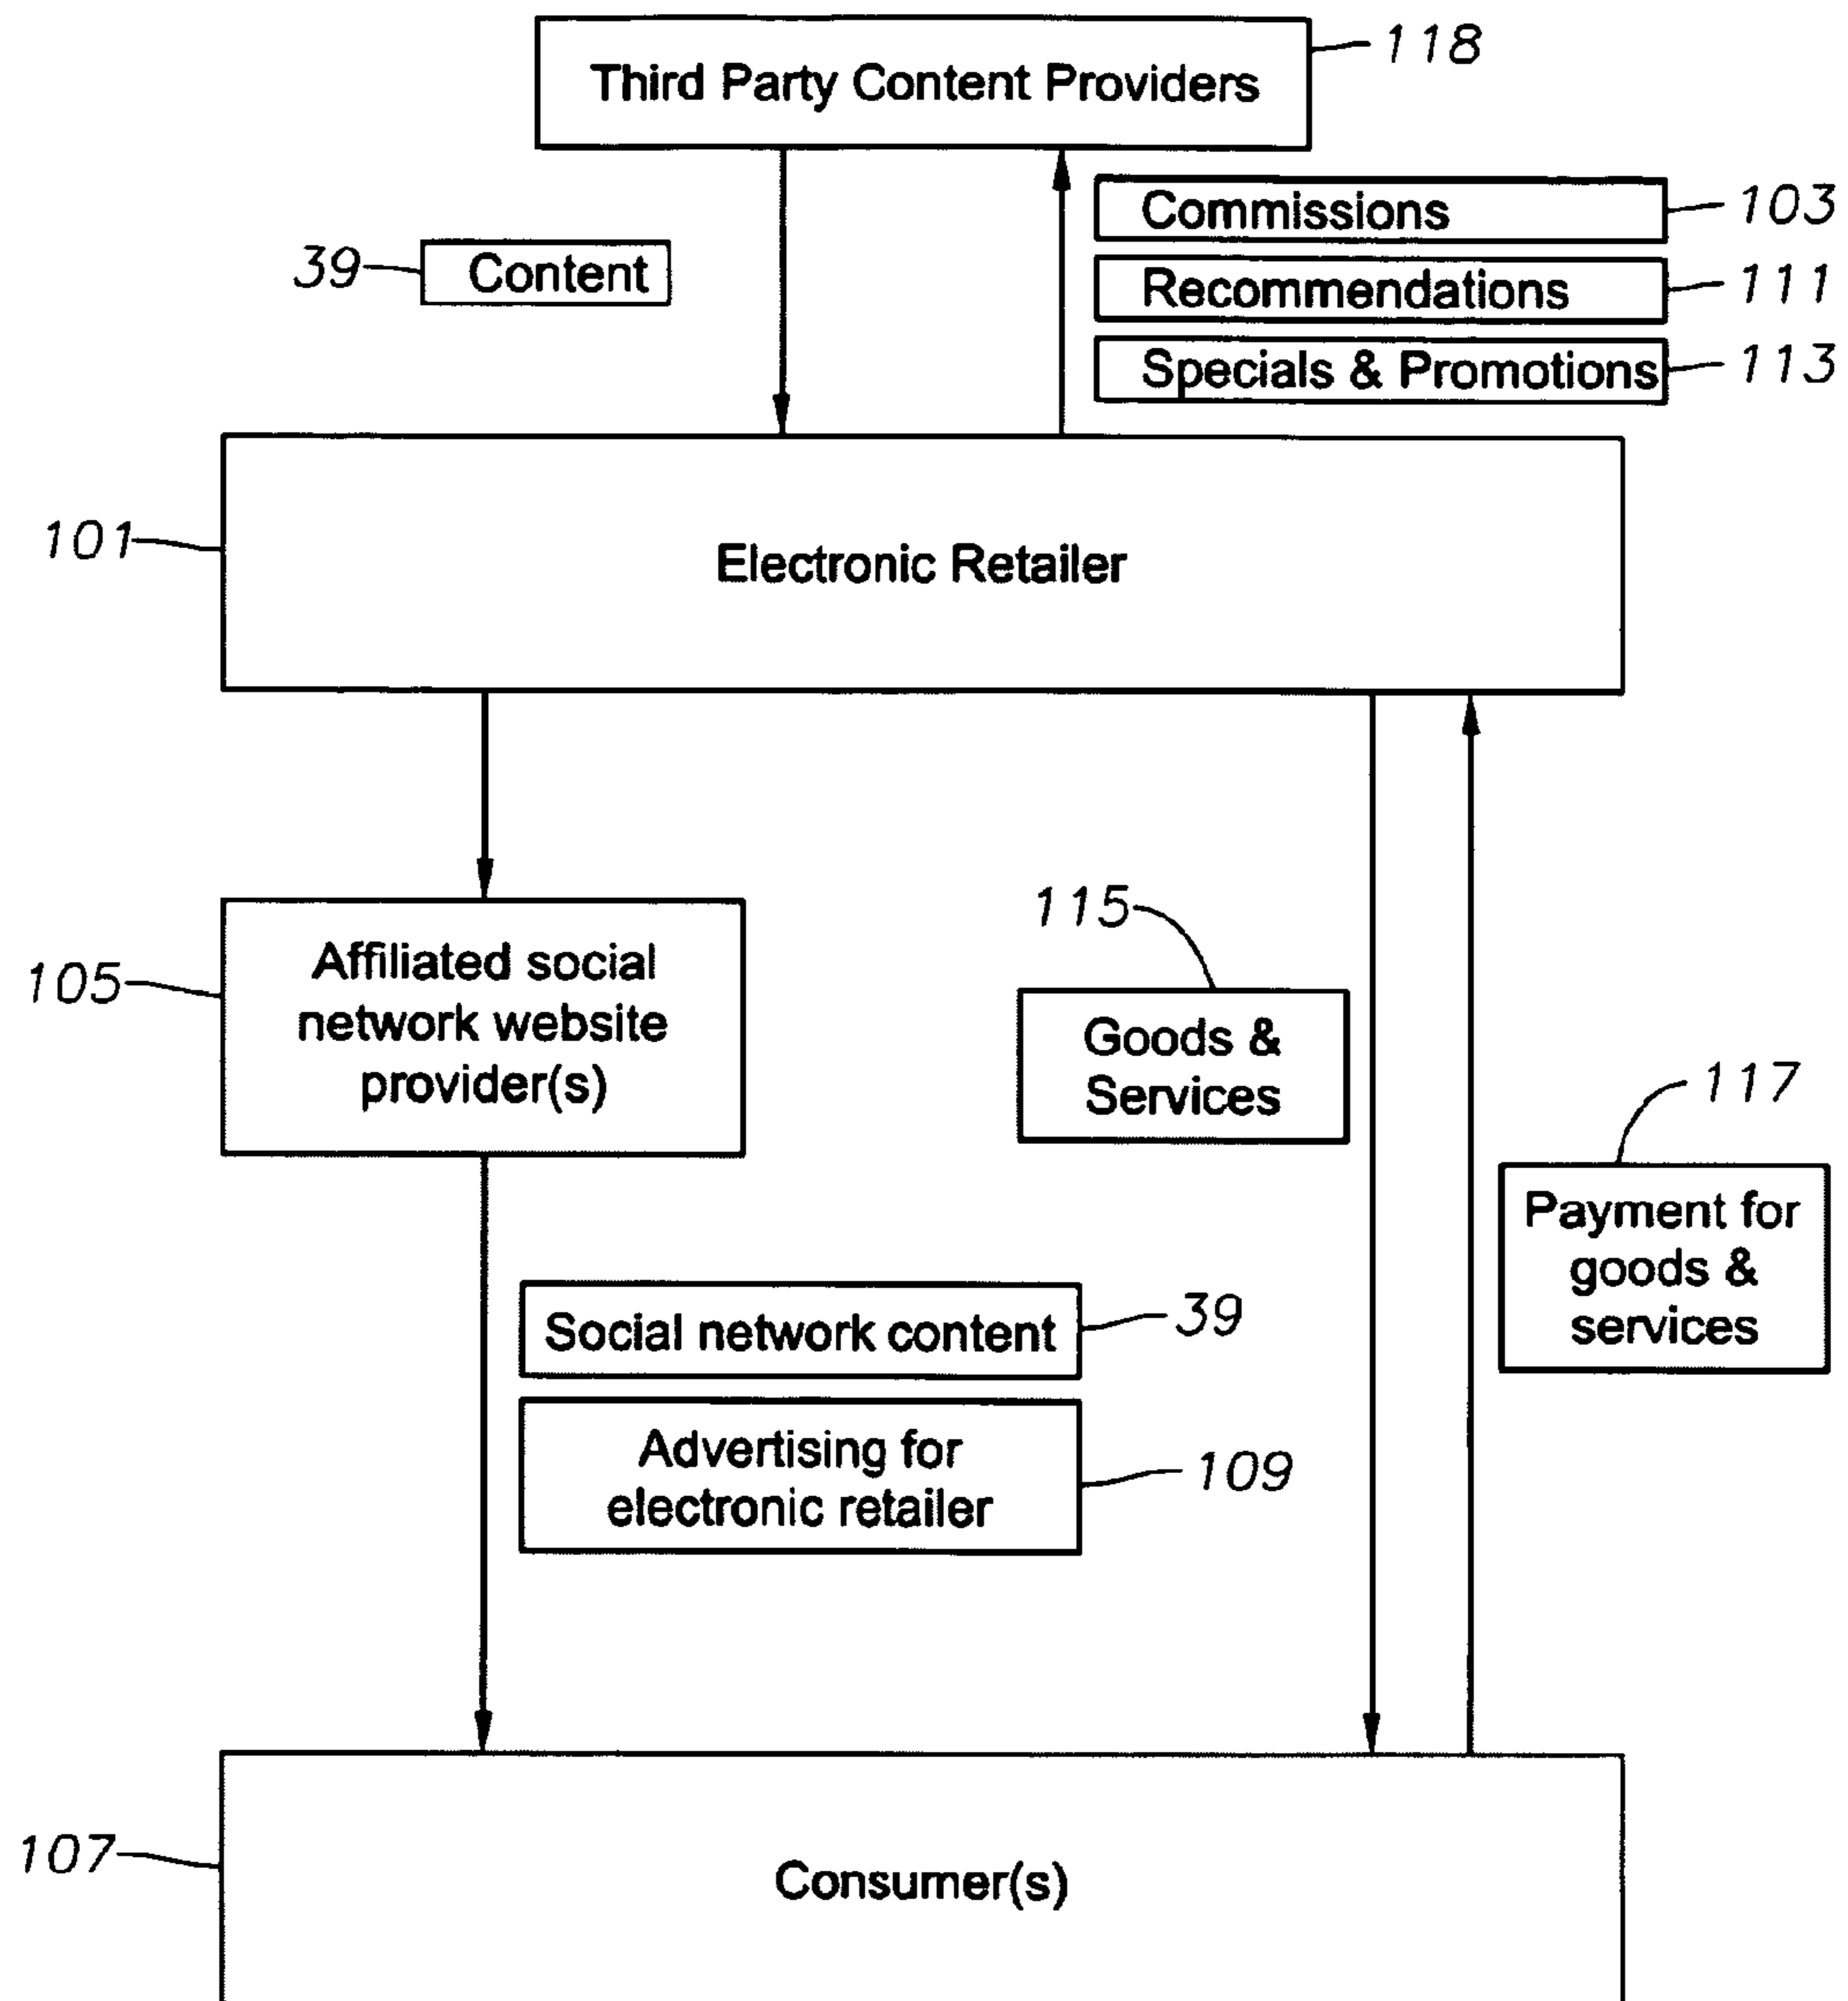 Third Party Content Providers
118
Commissions
103
39
Content
Recommendations
111
Specials & Promotions
113
101
Electronic Retailer
105
Affiliated social
network website
provider(s)
115
Goods &
Services
117
Payment for
goods &
services
Social network content
39
Advertising for
electronic retailer
109
107
Consumer(s)